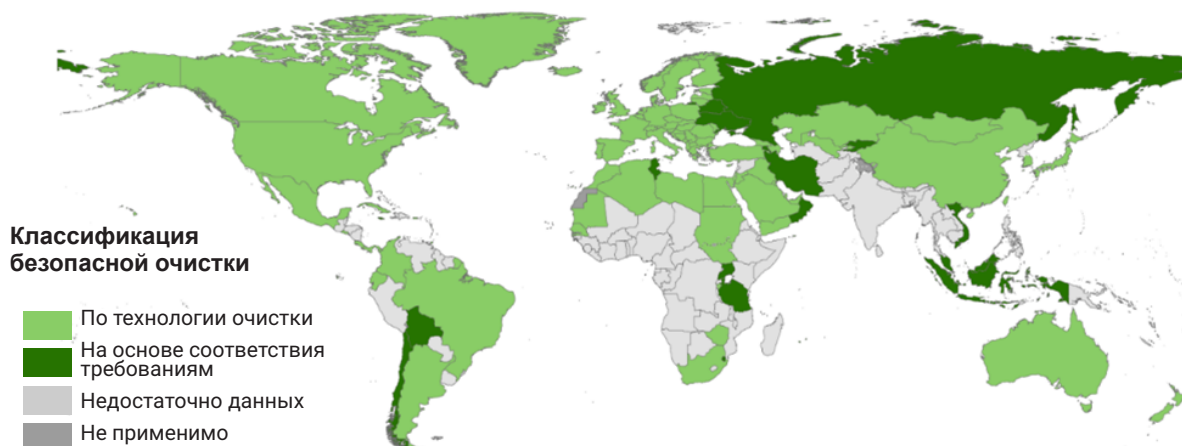 Классификация
безопасной очистки
По технологии очистки
На основе соответствия
требованиям
Недостаточно данных
Не применимо